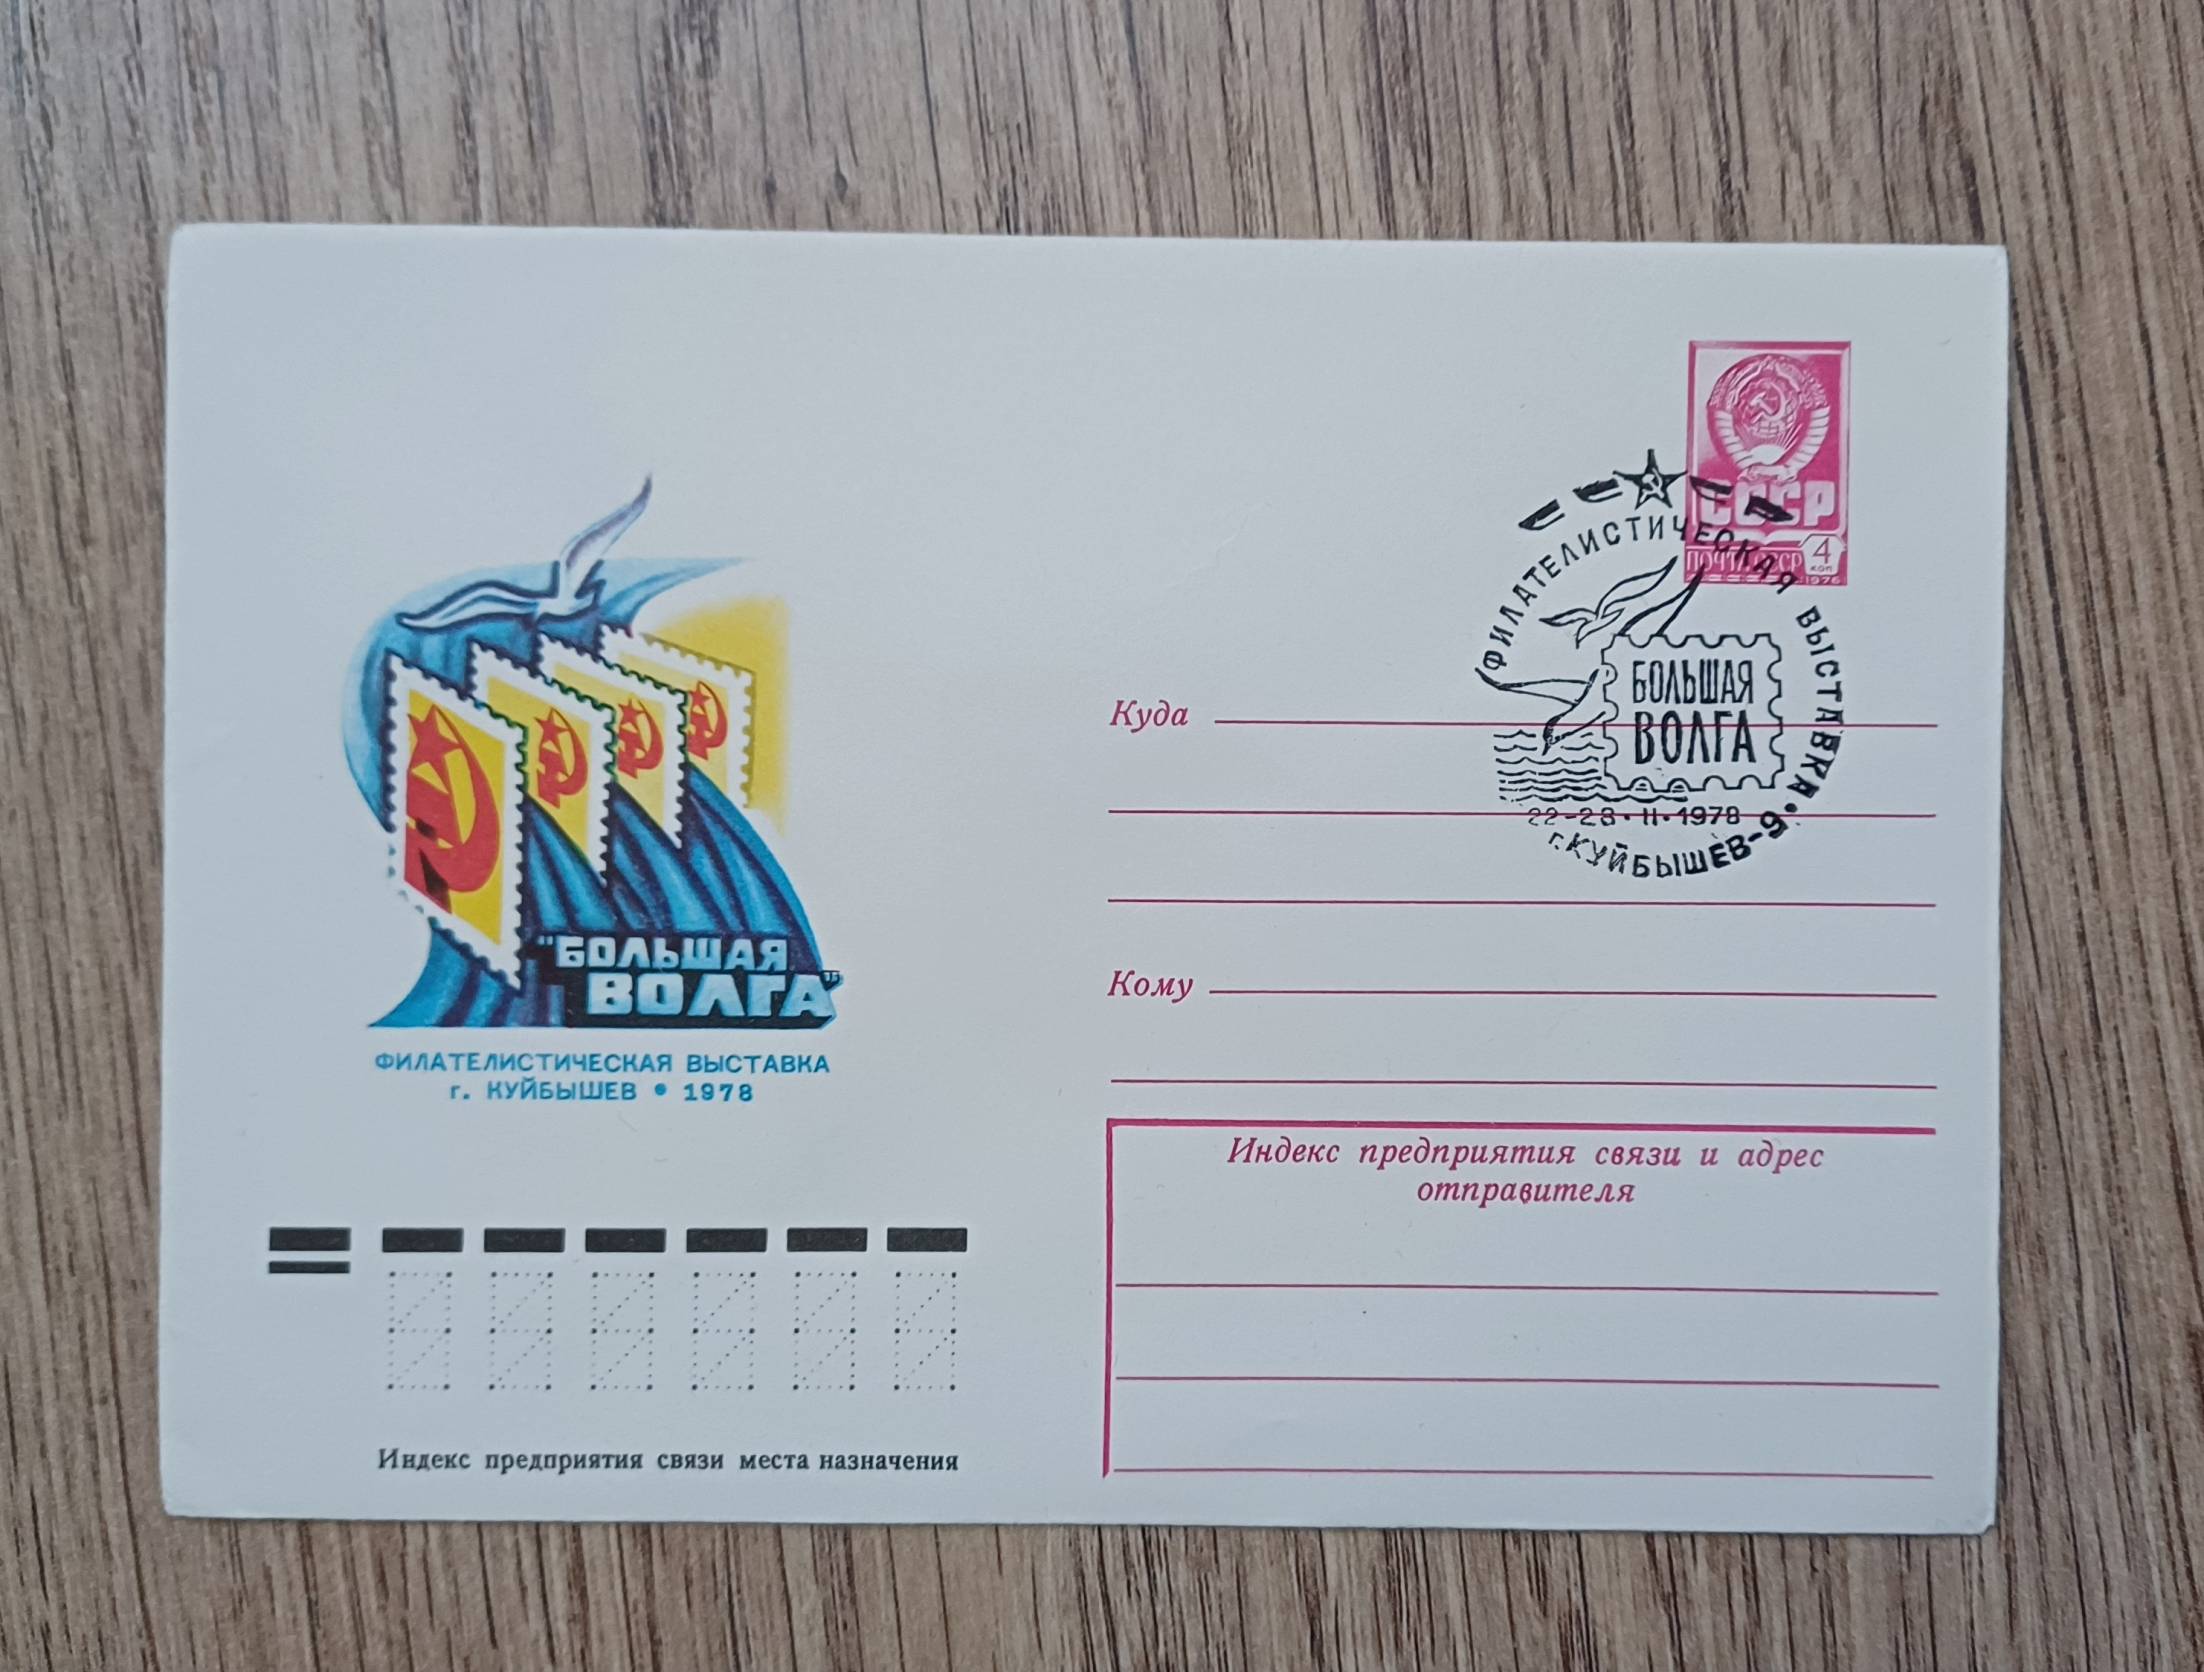 СССР
ПОЧТА СССР
4
КОП
1976
ФИЛАТЕЛИСТИЧЕСКАЯ ВЫСТАВКА •
БОЛЬШАЯ
ВОЛГА
22-28•II•1978
г.КУЙБЫШЕВ-9
"БОЛЬШАЯ
ВОЛГА"
ФИЛАТЕЛИСТИЧЕСКАЯ ВЫСТАВКА
г. КУЙБЫШЕВ • 1978
Куда
Кому
Индекс предприятия связи и адрес
отправителя
Индекс предприятия связи места назначения